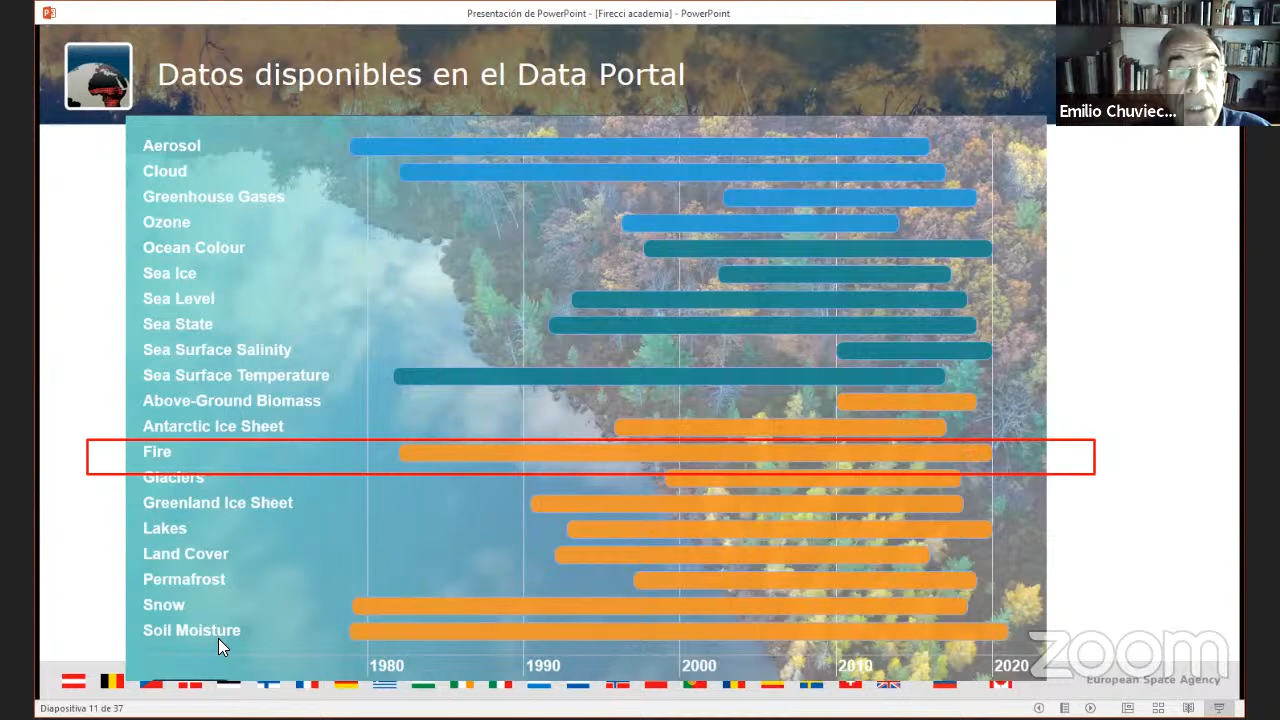 Presentación de PowerPoint - [Firecci academia] - PowerPoint
Datos disponibles en el Data Portal
Emilio Chuviec...
Aerosol
Cloud
Greenhouse Gases
Ozone
Ocean Colour
Sea Ice
Sea Level
Sea State
Sea Surface Salinity
Sea Surface Temperature
Above-Ground Biomass
Antarctic Ice Sheet
Fire
Glaciers
Greenland Ice Sheet
Lakes
Land Cover
Permafrost
Snow
Soil Moisture
1980 1990 2000 2010 2020
zoom
European Space Agency
Diapositiva 11 de 37